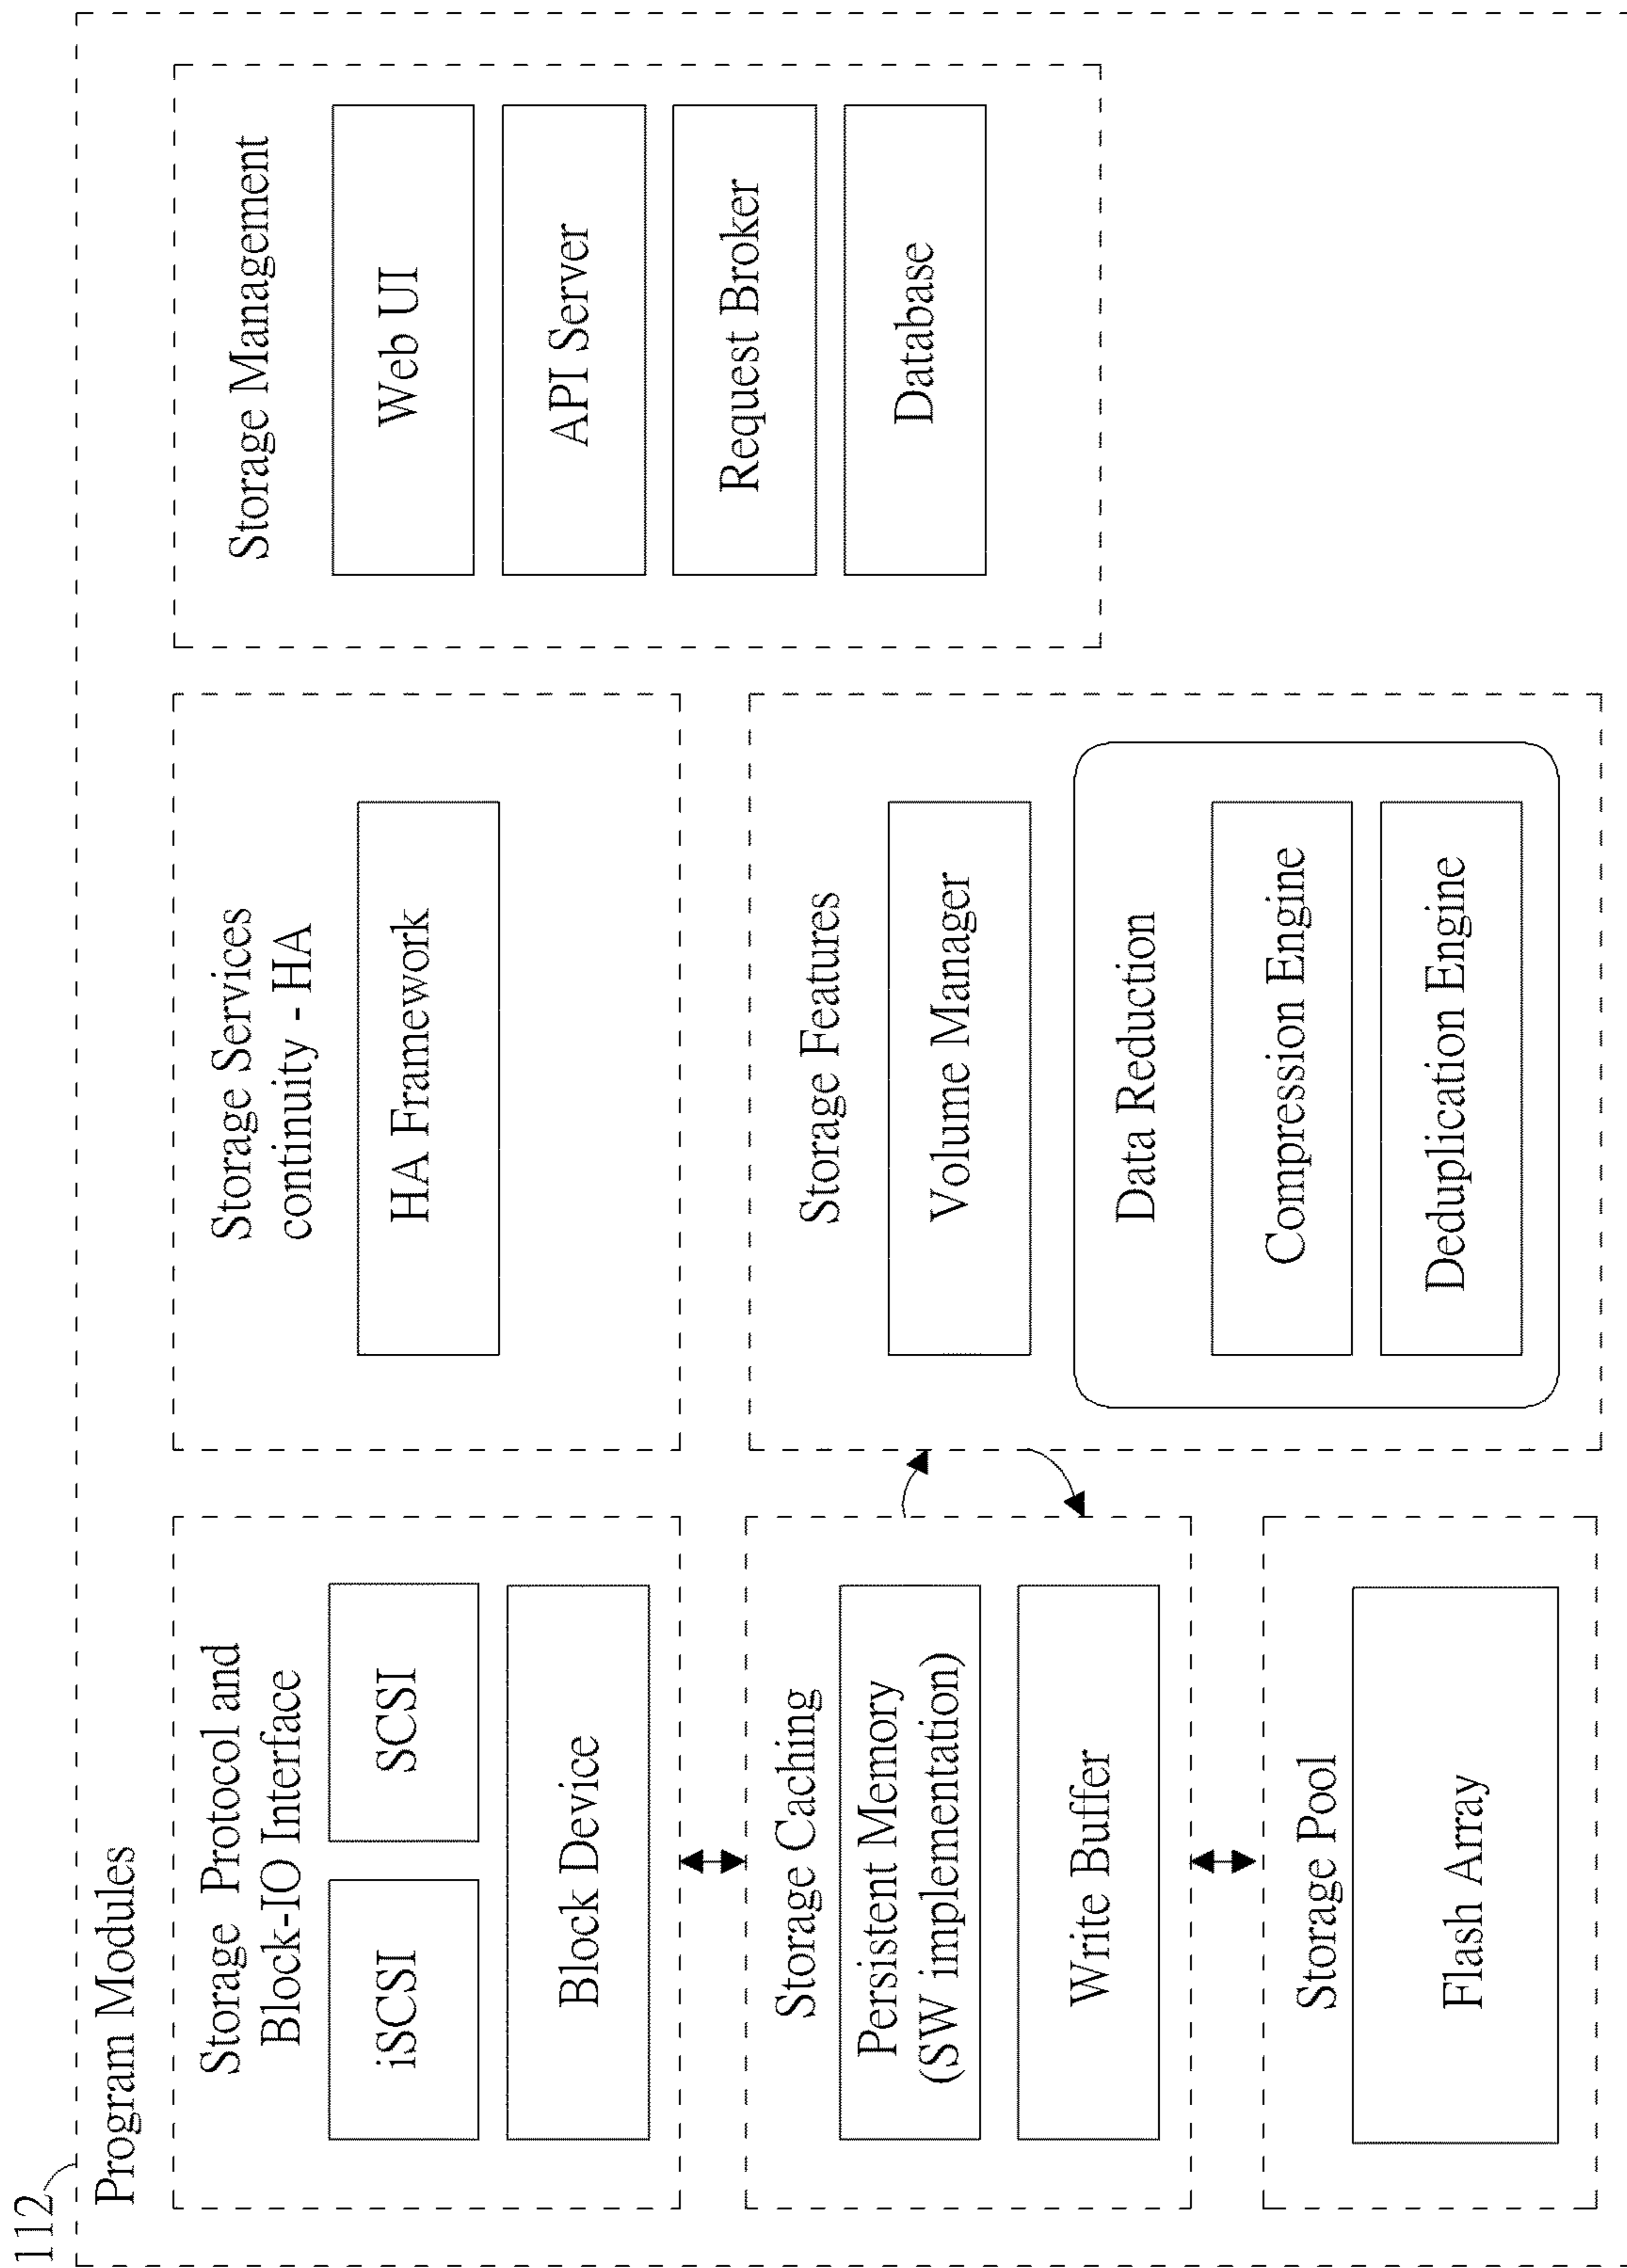 112
Program Modules
Storage Protocol and
Block-IO Interface
iSCSI
SCSI
Block Device
Storage Caching
Persistent Memory
(SW implementation)
Write Buffer
Storage Pool
Flash Array
Storage Services
continuity - HA
HA Framework
Storage Features
Volume Manager
Data Reduction
Compression Engine
Deduplication Engine
Storage Management
Web UI
API Server
Request Broker
Database